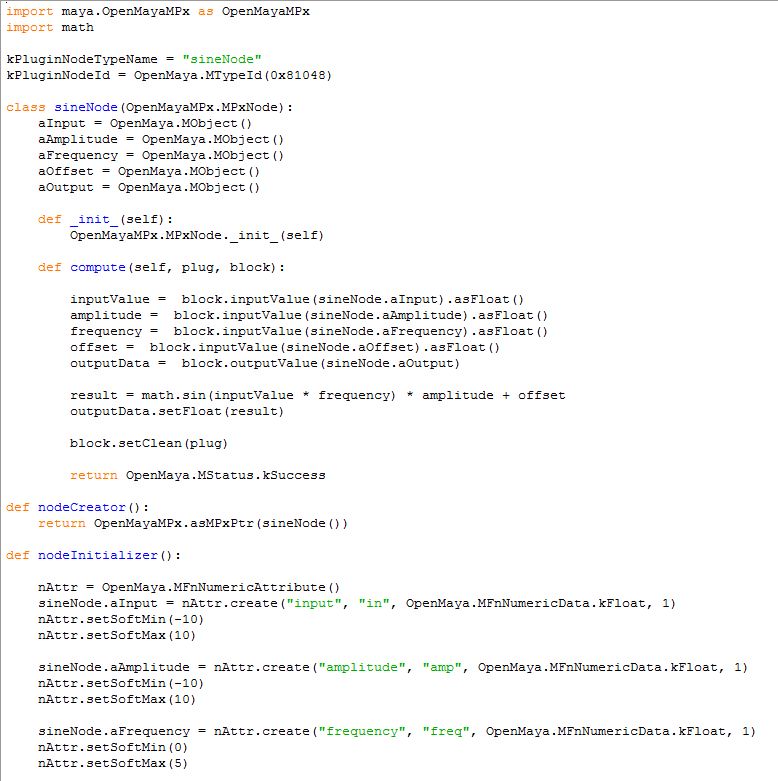 import maya.OpenMayaMPx as OpenMayaMPx
import math
kPluginNodeTypeName = "sineNode"
kPluginNodeId = OpenMaya.MTypeId(0x81048)
class sineNode(OpenMayaMPx.MPxNode):
    aInput = OpenMaya.MObject()
    aAmplitude = OpenMaya.MObject()
    aFrequency = OpenMaya.MObject()
    aOffset = OpenMaya.MObject()
    aOutput = OpenMaya.MObject()
    def _init_(self):
        OpenMayaMPx.MPxNode._init_(self)
    def compute(self, plug, block):
        inputValue =  block.inputValue(sineNode.aInput).asFloat()
        amplitude =  block.inputValue(sineNode.aAmplitude).asFloat()
        frequency =  block.inputValue(sineNode.aFrequency).asFloat()
        offset =  block.inputValue(sineNode.aOffset).asFloat()
        outputData =  block.outputValue(sineNode.aOutput)
        result = math.sin(inputValue * frequency) * amplitude + offset
        outputData.setFloat(result)
        block.setClean(plug)
        return OpenMaya.MStatus.kSuccess
def nodeCreator():
    return OpenMayaMPx.asMPxPtr(sineNode())
def nodeInitializer():
    nAttr = OpenMaya.MFnNumericAttribute()
    sineNode.aInput = nAttr.create("input", "in", OpenMaya.MFnNumericData.kFloat, 1)
    nAttr.setSoftMin(-10)
    nAttr.setSoftMax(10)
    sineNode.aAmplitude = nAttr.create("amplitude", "amp", OpenMaya.MFnNumericData.kFloat, 1)
    nAttr.setSoftMin(-10)
    nAttr.setSoftMax(10)
    sineNode.aFrequency = nAttr.create("frequency", "freq", OpenMaya.MFnNumericData.kFloat, 1)
    nAttr.setSoftMin(0)
    nAttr.setSoftMax(5)